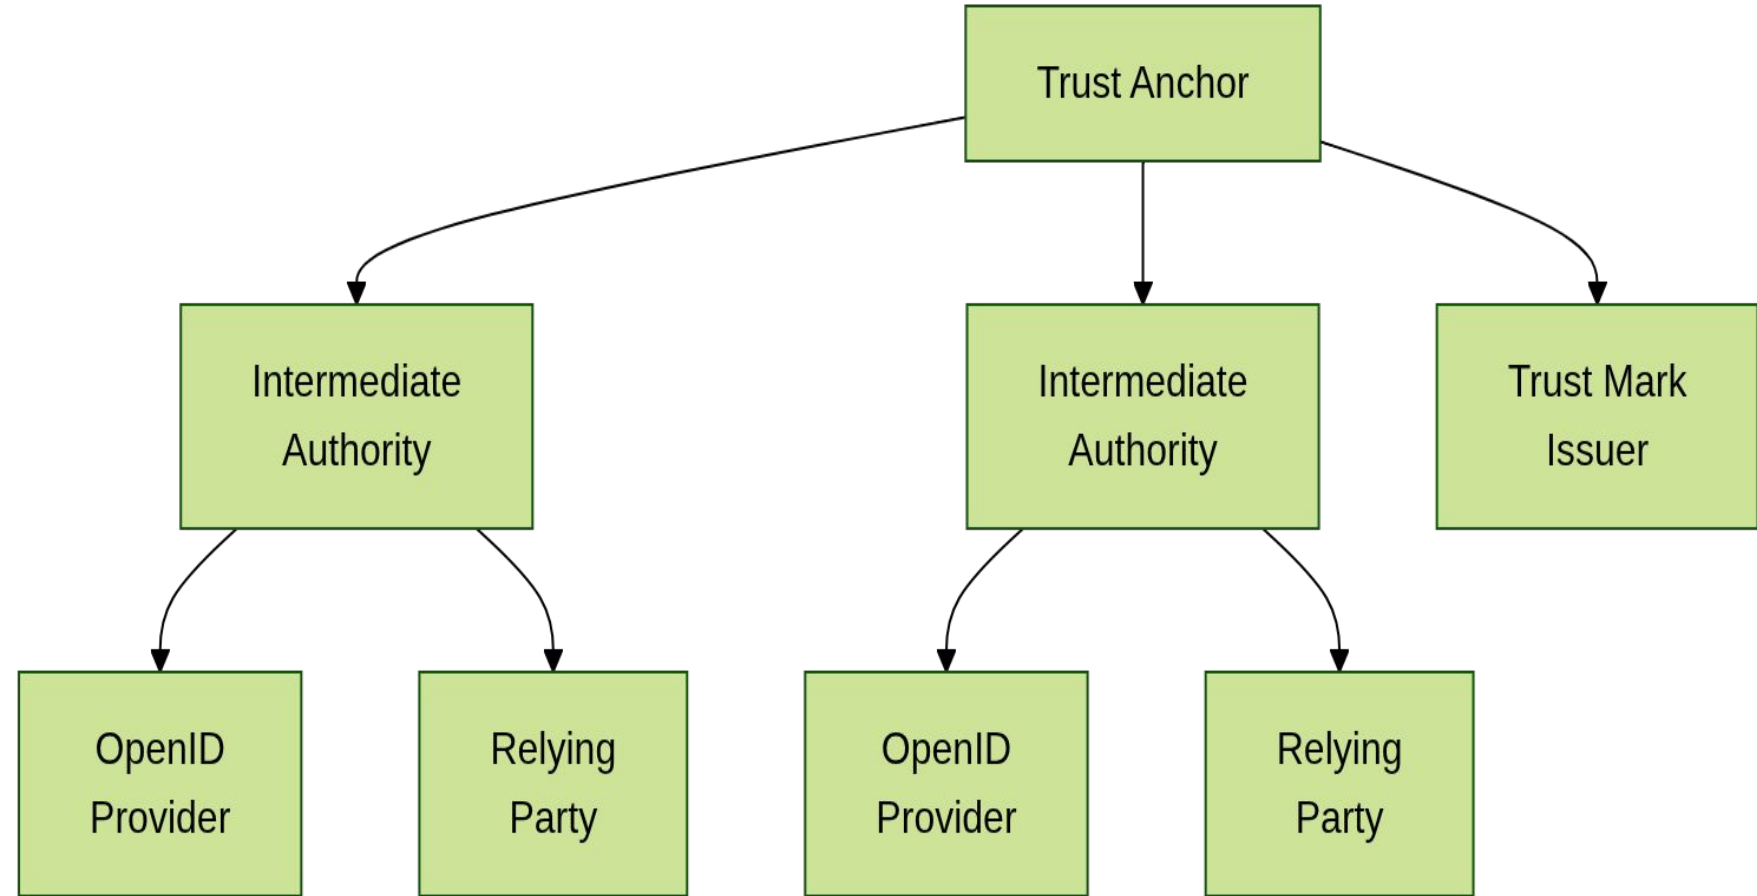 Trust Anchor
Intermediate
Authority
Intermediate
Authority
Trust Mark
Issuer
OpenID
Provider
Relying
Party
OpenID
Provider
Relying
Party